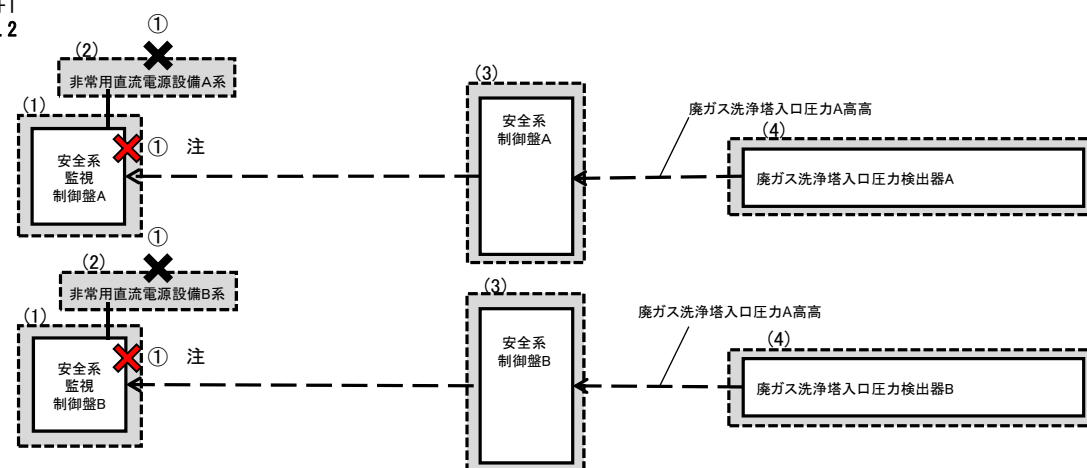 .2
①
(2)
非常用直流電源設備A系
(1)
① 注
安全系
監視
制御盤A
(3)
安全系
制御盤A
廃ガス洗浄塔入口圧力A高高
(4)
廃ガス洗浄塔入口圧力検出器A
①
(2)
非常用直流電源設備B系
(1)
① 注
安全系
監視
制御盤B
(3)
安全系
制御盤B
廃ガス洗浄塔入口圧力A高高
(4)
廃ガス洗浄塔入口圧力検出器B